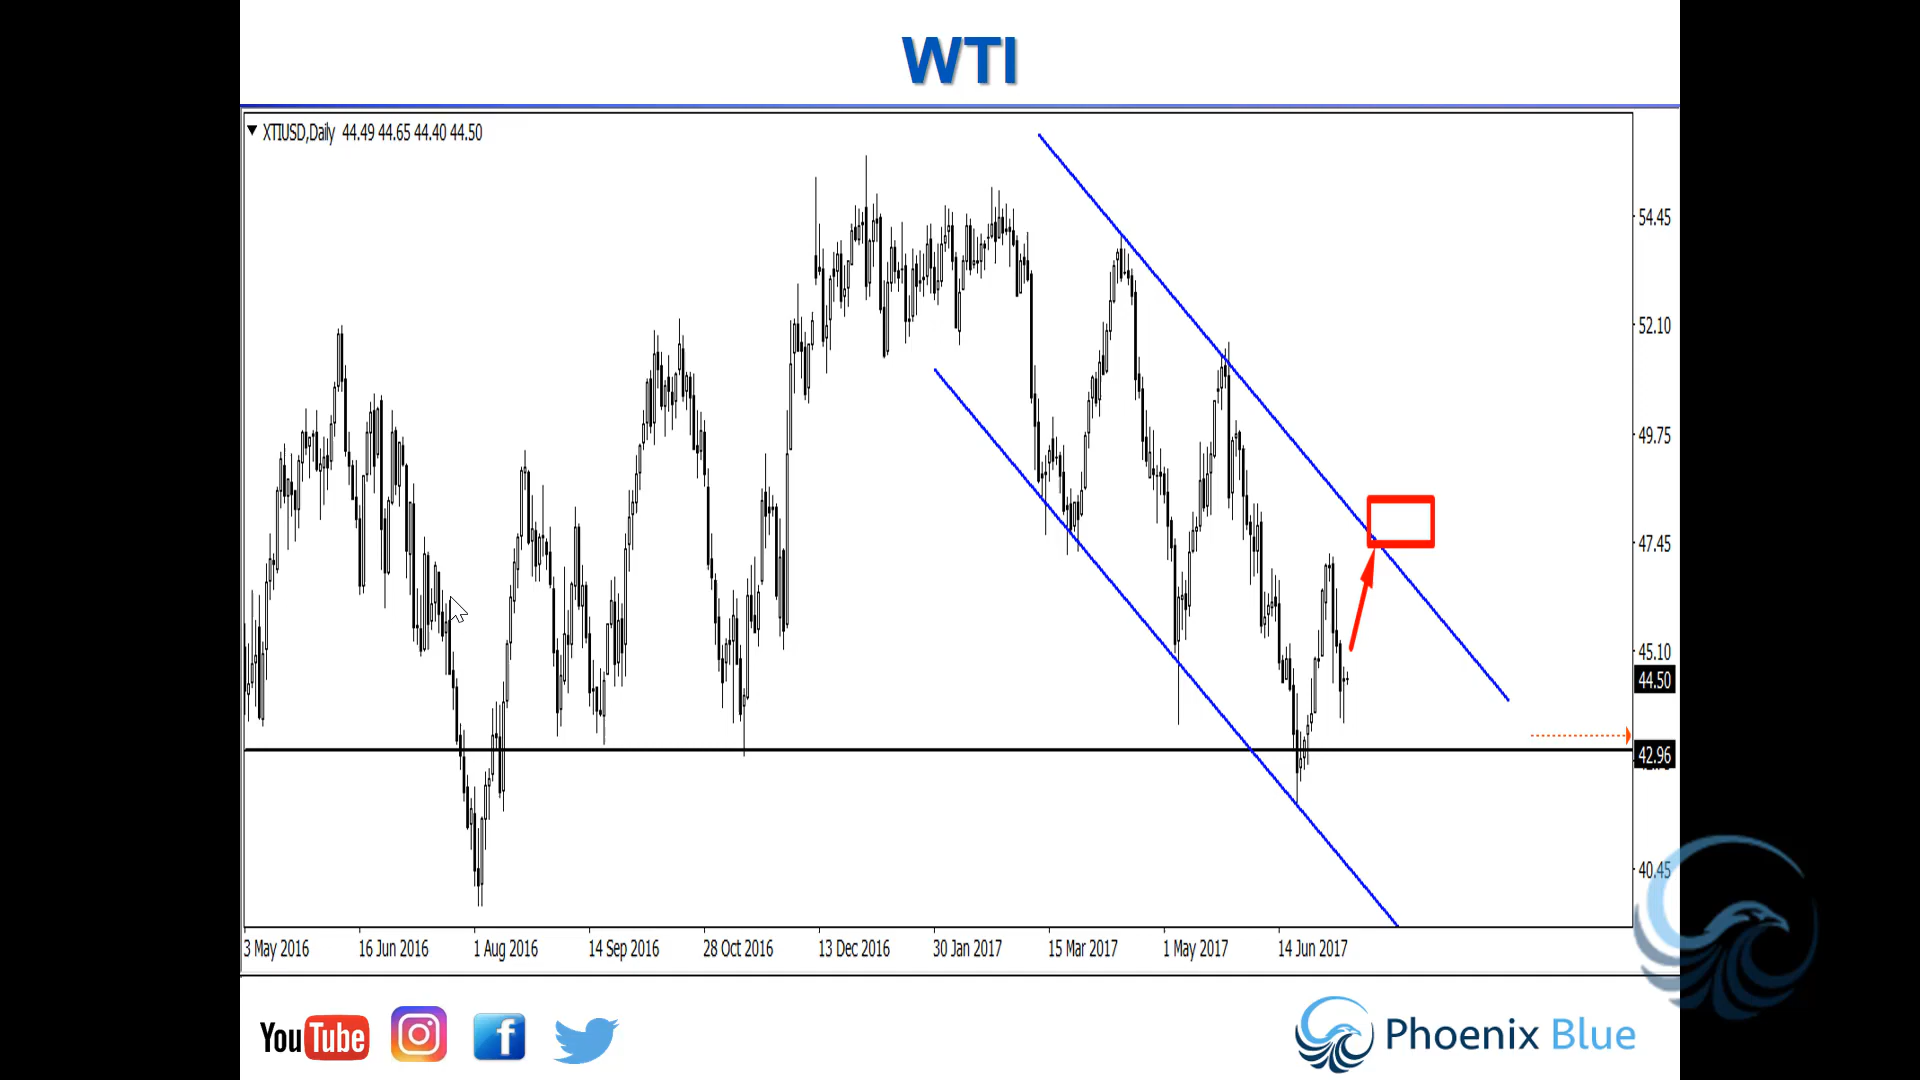 WTI
XTIUSD,Daily 44.49 44.65 44.40 44.50
54.45
52.10
49.75
47.45
45.10
44.50
42.96
40.45
3 May 2016 16 Jun 2016 1 Aug 2016 14 Sep 2016 28 Oct 2016 13 Dec 2016 30 Jan 2017 15 Mar 2017 1 May 2017 14 Jun 2017
YouTube
f
Phoenix Blue